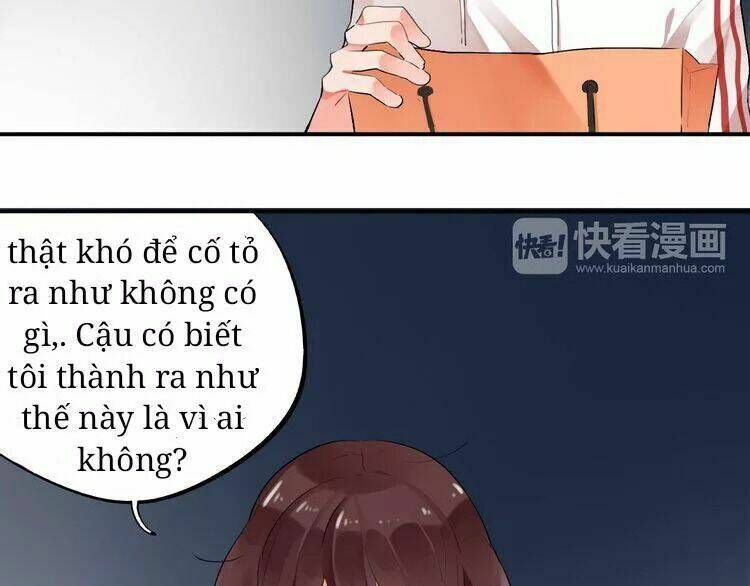 快看!
快看漫画
www.kuaikanmanhua.com
thật khó để cố tỏ
ra như không có
gì,. Cậu có biết
tôi thành ra như
thế này là vì ai
không?